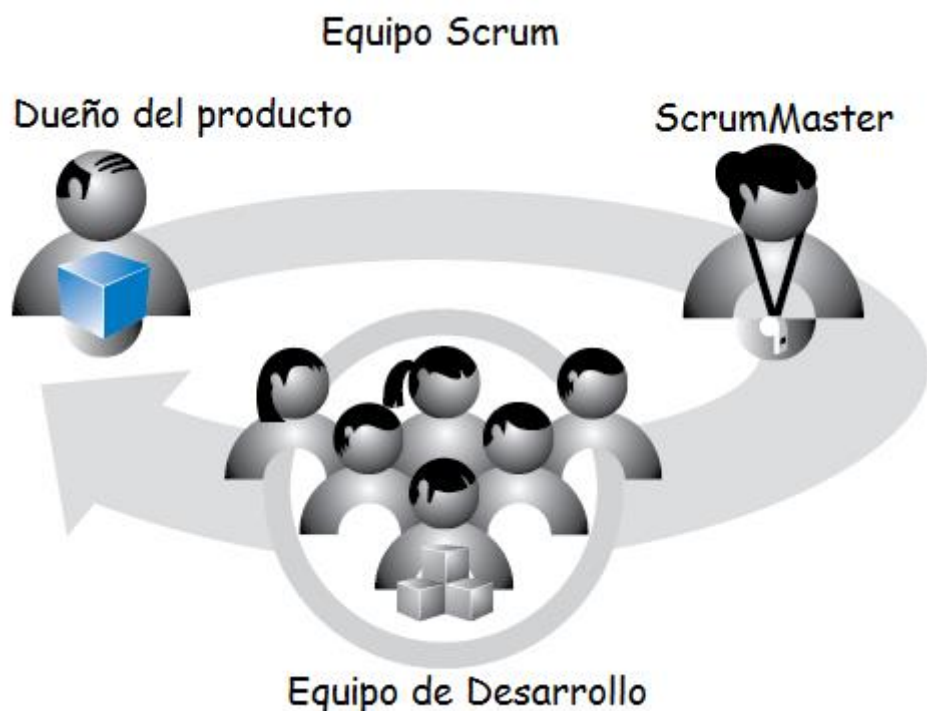 Equipo Scrum
Dueño del producto
ScrumMaster
Equipo de Desarrollo